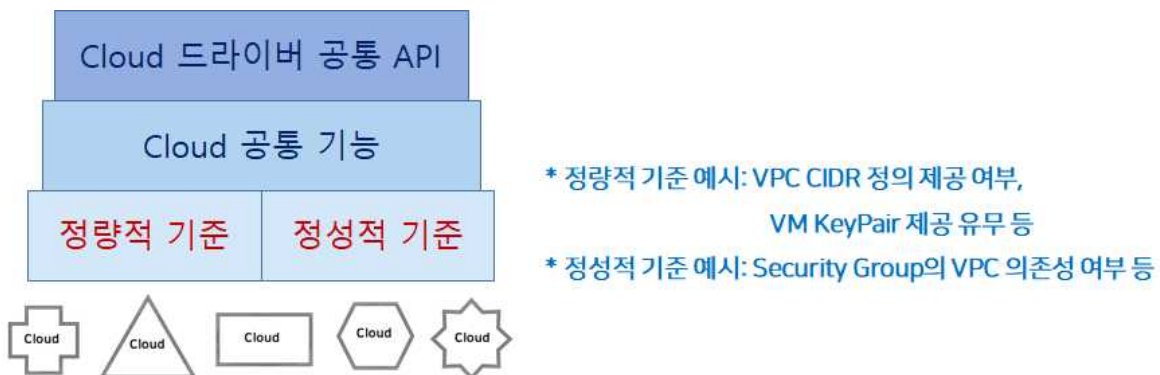 Cloud 드라이버 공통 API
Cloud 공통 기능
정량적 기준
정성적 기준
* 정량적 기준 예시: VPC CIDR 정의 제공 여부,
VM KeyPair 제공 유무 등
* 정성적 기준 예시: Security Group의 VPC 의존성 여부 등
Cloud
Cloud
Cloud
Cloud
Cloud